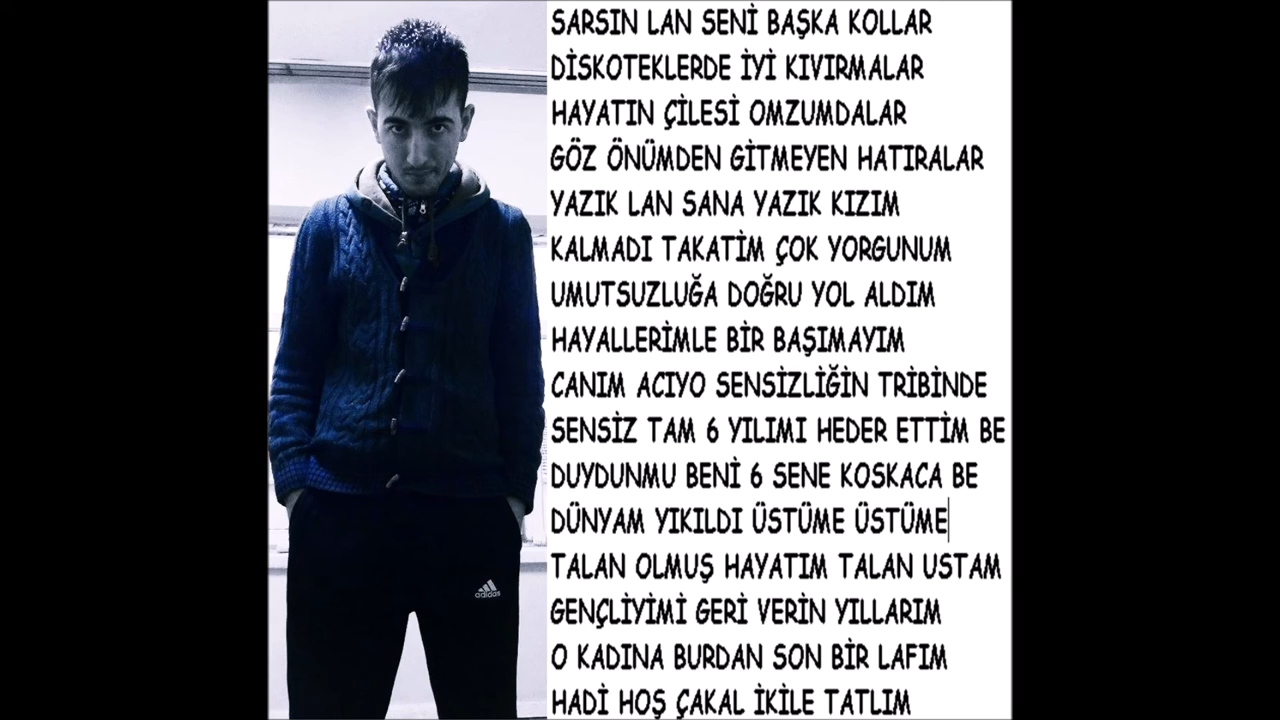 SARSIN LAN SENİ BAŞKA KOLLAR
DİSKOTEKLERDE İYİ KIVIRMALAR
HAYATIN ÇİLESİ OMZUMDALAR
GÖZ ÖNÜMDEN GİTMEYEN HATIRALAR
YAZIK LAN SANA YAZIK KIZIM
KALMADI TAKATİM ÇOK YORGUNUM
UMUTSUZLUĞA DOĞRU YOL ALDIM
HAYALLERİMLE BİR BAŞIMAYIM
CANIM ACIYO SENSİZLİĞİN TRİBİNDE
SENSİZ TAM 6 YILIMI HEDER ETTİM BE
DUYDUNMU BENİ 6 SENE KOSKACA BE
DÜNYAM YIKILDI ÜSTÜME ÜSTÜME
TALAN OLMUŞ HAYATIM TALAN USTAM
GENÇLİYİMİ GERİ VERİN YILLARIM
O KADINA BURDAN SON BİR LAFIM
HADİ HOŞ ÇAKAL İKİLE TATLIM
adidas